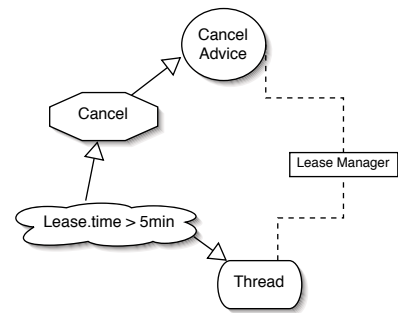 Cancel
Advice
Cancel
Lease Manager
Lease.time > 5min
Thread